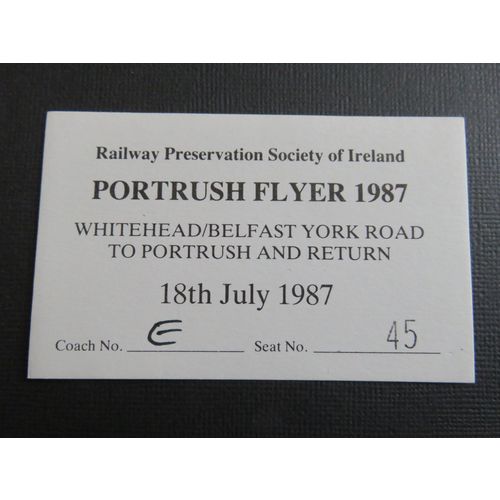 Railway Preservation Society of Ireland
PORTRUSH FLYER 1987
WHITEHEAD/BELFAST YORK ROAD
TO PORTRUSH AND RETURN
18th July 1987
Coach No. E Seat No. 45